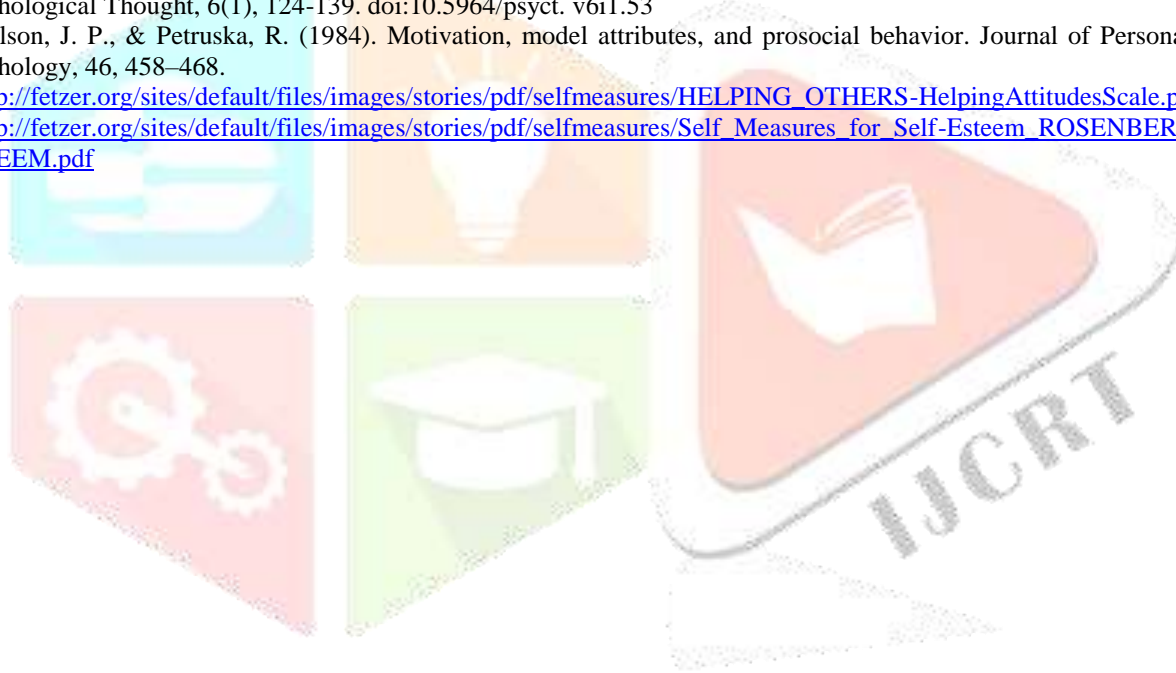 hological Thought, 6(1), 124-139. doi:10.5964/psyct. v6i1.53
lson, J. P., & Petruska, R. (1984). Motivation, model attributes, and prosocial behavior. Journal of Persona
hology, 46, 458–468.
p://fetzer.org/sites/default/files/images/stories/pdf/selfmeasures/HELPING_OTHERS-HelpingAttitudesScale.p
p://fetzer.org/sites/default/files/images/stories/pdf/selfmeasures/Self_Measures_for_Self-Esteem_ROSENBER
EEM.pdf
IJCRT